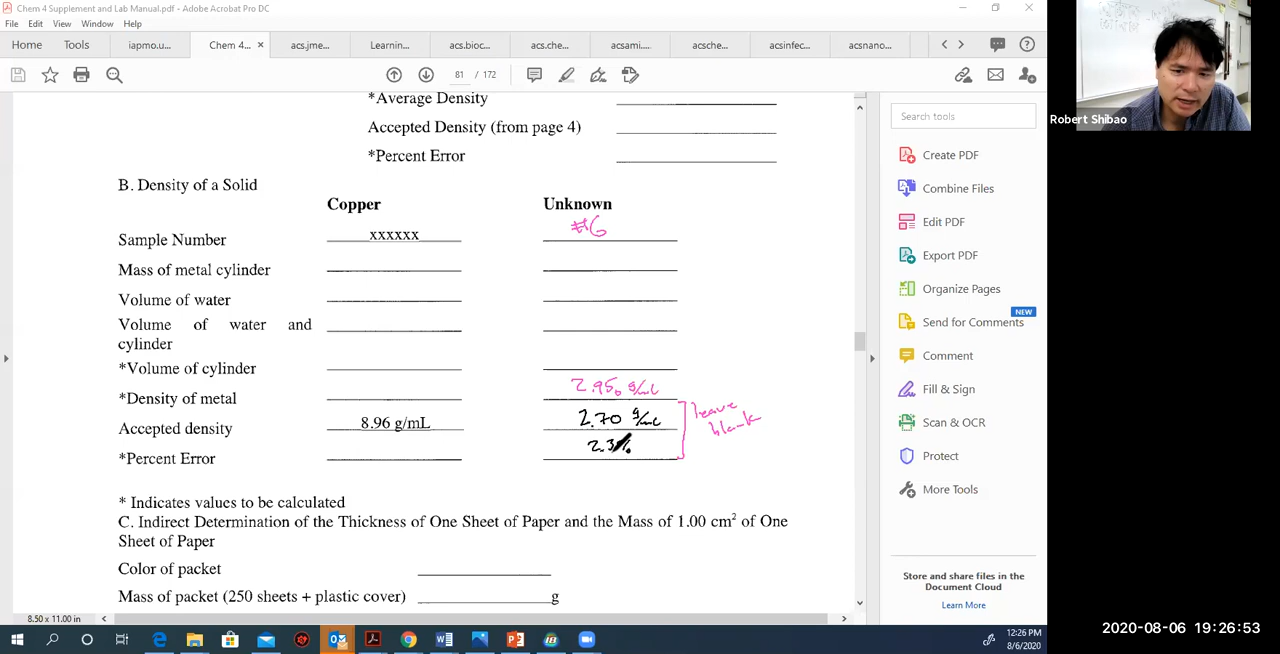 Chem 4 Supplement and Lab Manual.pdf - Adobe Acrobat Pro DC
File Edit View Window Help
Home Tools iapmo.u... Chem 4... × acs.jme... Learnin... acs.bioc... acs.che... acsami.... acsche... acsinfec... acsnano...
81 / 172
*Average Density
Accepted Density (from page 4)
*Percent Error
B. Density of a Solid
Copper Unknown
#6
Sample Number xxxxxx
Mass of metal cylinder
Volume of water
Volume of water and
cylinder
*Volume of cylinder
2.950 g/mL
*Density of metal
Accepted density 8.96 g/mL 2.70 g/mL
leave
blank
*Percent Error 2.3%
* Indicates values to be calculated
C. Indirect Determination of the Thickness of One Sheet of Paper and the Mass of 1.00 cm² of One
Sheet of Paper
Color of packet
Mass of packet (250 sheets + plastic cover) g
8.50 x 11.00 in
Search tools
Create PDF
Combine Files
Edit PDF
Export PDF
Organize Pages
NEW
Send for Comments
Comment
Fill & Sign
Scan & OCR
Protect
More Tools
Store and share files in the
Document Cloud
Learn More
12:26 PM
8/6/2020
Robert Shibao
2020-08-06 19:26:53